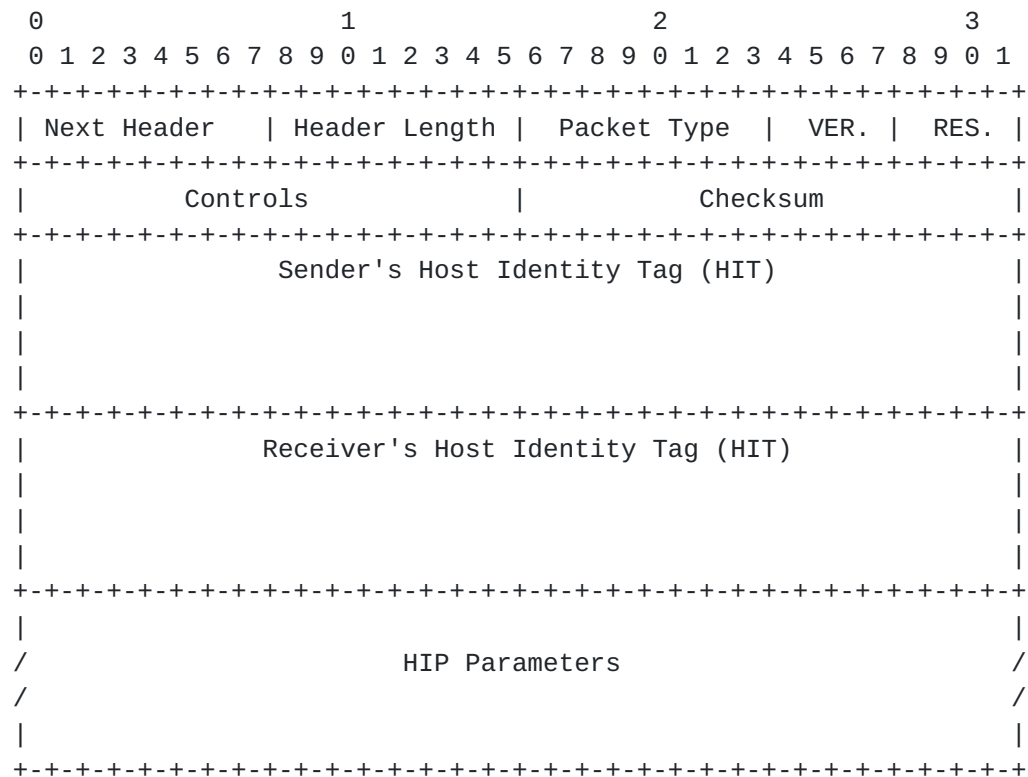 0                   1                   2                   3
 0 1 2 3 4 5 6 7 8 9 0 1 2 3 4 5 6 7 8 9 0 1 2 3 4 5 6 7 8 9 0 1
+-+-+-+-+-+-+-+-+-+-+-+-+-+-+-+-+-+-+-+-+-+-+-+-+-+-+-+-+-+-+-+-+
| Next Header   | Header Length |  Packet Type  |  VER. |  RES. |
+-+-+-+-+-+-+-+-+-+-+-+-+-+-+-+-+-+-+-+-+-+-+-+-+-+-+-+-+-+-+-+-+
|          Controls             |           Checksum            |
+-+-+-+-+-+-+-+-+-+-+-+-+-+-+-+-+-+-+-+-+-+-+-+-+-+-+-+-+-+-+-+-+
|                Sender's Host Identity Tag (HIT)               |
|                                                               |
|                                                               |
|                                                               |
+-+-+-+-+-+-+-+-+-+-+-+-+-+-+-+-+-+-+-+-+-+-+-+-+-+-+-+-+-+-+-+-+
|               Receiver's Host Identity Tag (HIT)              |
|                                                               |
|                                                               |
|                                                               |
+-+-+-+-+-+-+-+-+-+-+-+-+-+-+-+-+-+-+-+-+-+-+-+-+-+-+-+-+-+-+-+-+
|                                                               |
/                        HIP Parameters                         /
/                                                               /
|                                                               |
+-+-+-+-+-+-+-+-+-+-+-+-+-+-+-+-+-+-+-+-+-+-+-+-+-+-+-+-+-+-+-+-+